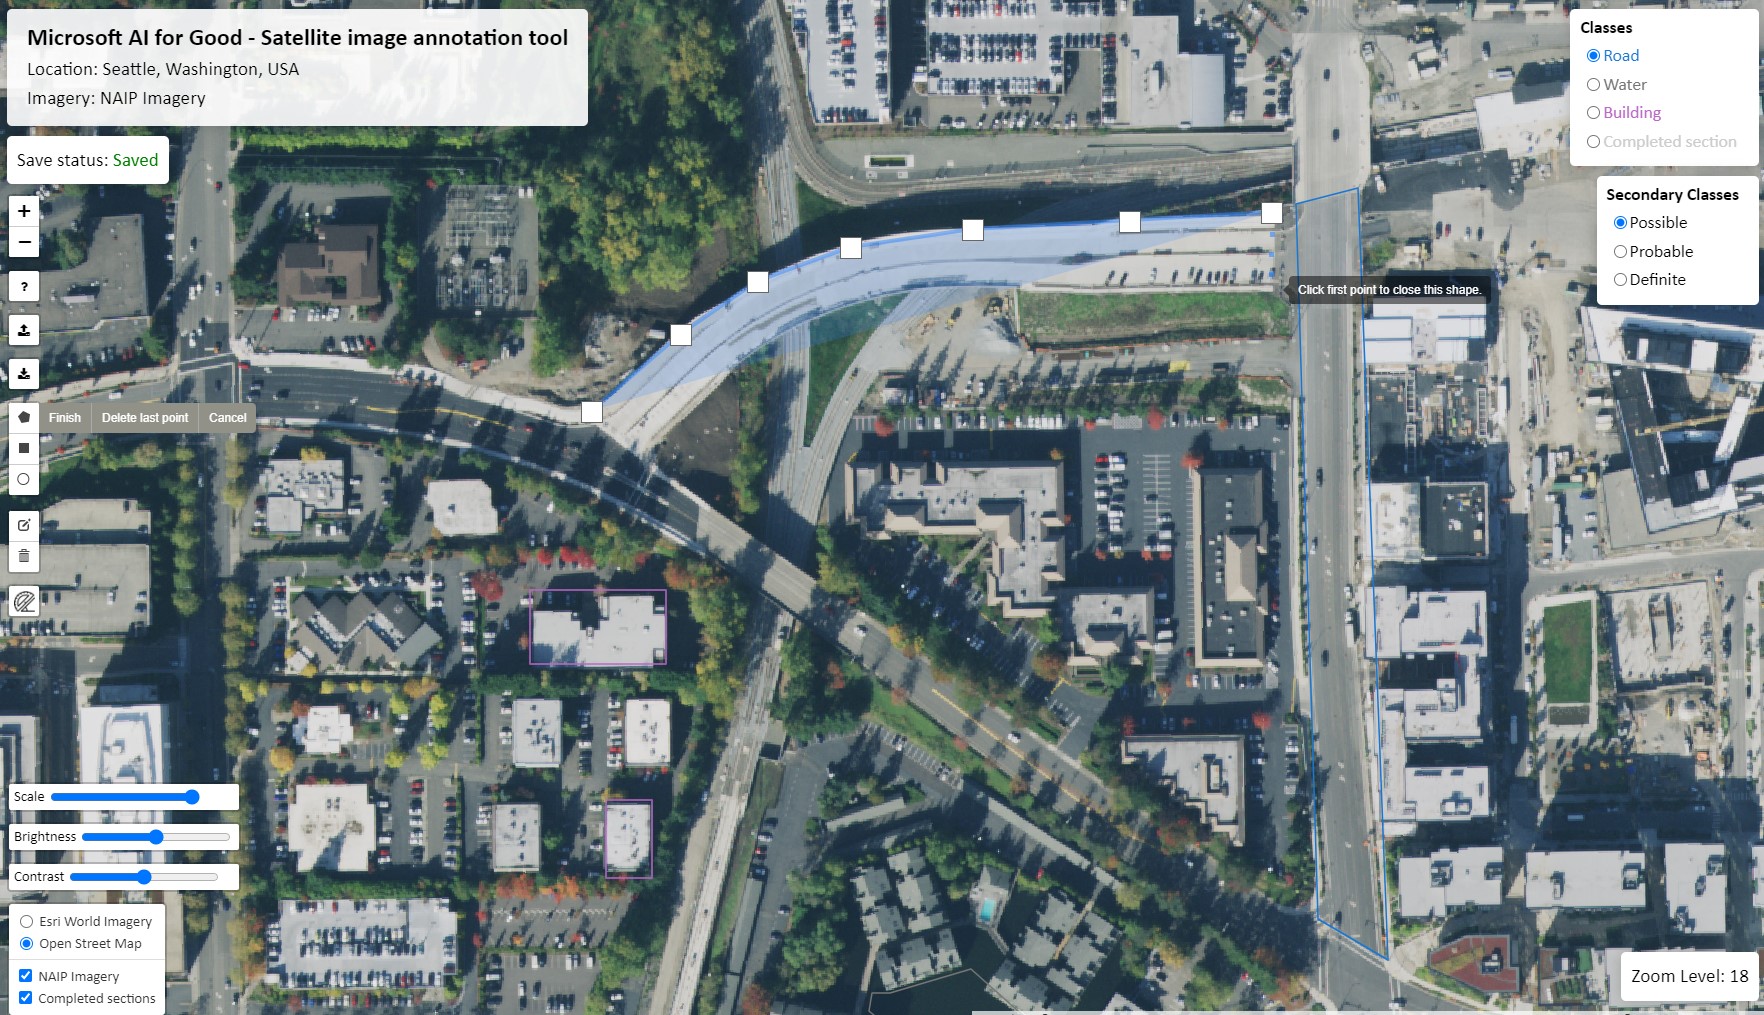 Microsoft AI for Good - Satellite image annotation tool
Location: Seattle, Washington, USA
Imagery: NAIP Imagery
Save status: Saved
+
−
?
Finish
Delete last point
Cancel
Click first point to close this shape.
Classes
Road
Water
Building
Completed section
Secondary Classes
Possible
Probable
Definite
Scale
Brightness
Contrast
Esri World Imagery
Open Street Map
NAIP Imagery
Completed sections
Zoom Level: 18